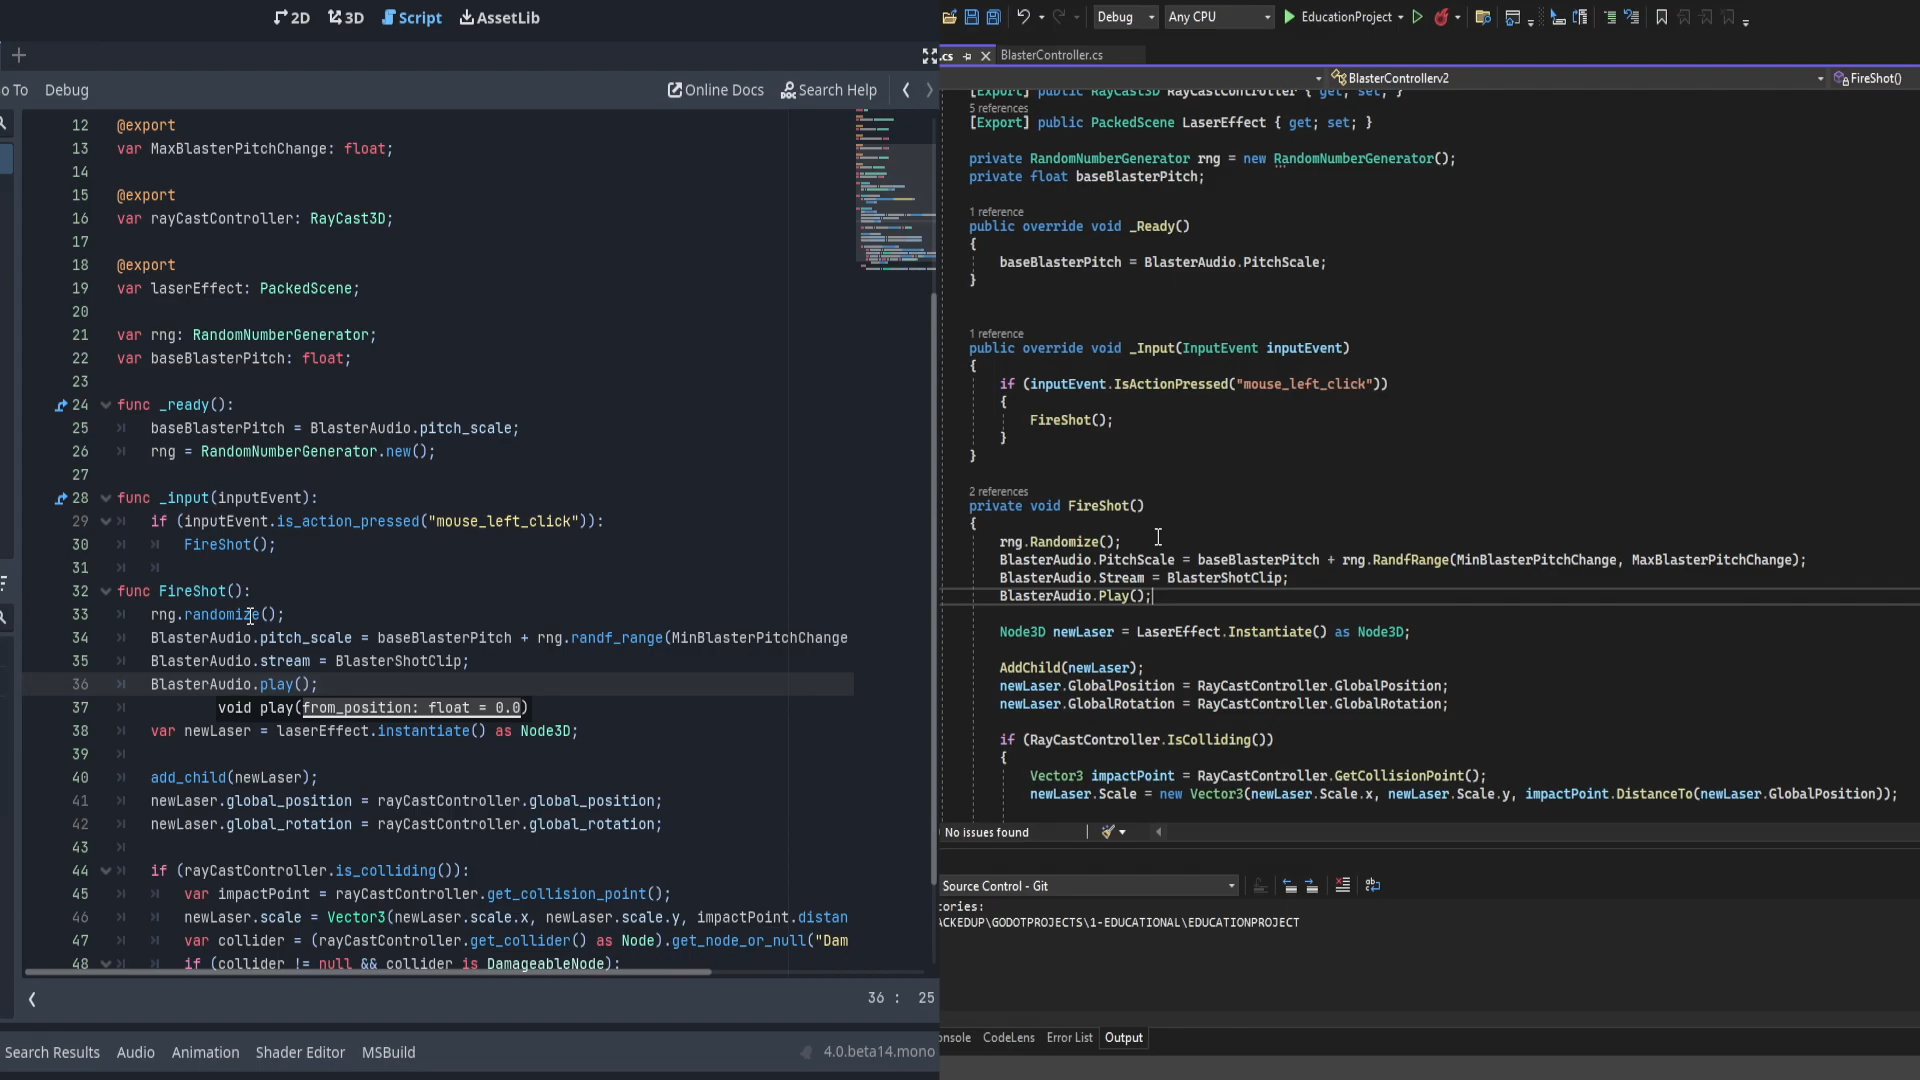 2D 3D Script AssetLib
o To Debug Online Docs Search Help
12 @export
13 var MaxBlasterPitchChange: float;
14
15 @export
16 var rayCastController: RayCast3D;
17
18 @export
19 var laserEffect: PackedScene;
20
21 var rng: RandomNumberGenerator;
22 var baseBlasterPitch: float;
23
24 func _ready():
25 baseBlasterPitch = BlasterAudio.pitch_scale;
26 rng = RandomNumberGenerator.new();
27
28 func _input(inputEvent):
29 if (inputEvent.is_action_pressed("mouse_left_click")):
30 FireShot();
31
32 func FireShot():
33 rng.randomize();
34 BlasterAudio.pitch_scale = baseBlasterPitch + rng.randf_range(MinBlasterPitchChange
35 BlasterAudio.stream = BlasterShotClip;
36 BlasterAudio.play();
37 void play(from_position: float = 0.0)
38 var newLaser = laserEffect.instantiate() as Node3D;
39
40 add_child(newLaser);
41 newLaser.global_position = rayCastController.global_position;
42 newLaser.global_rotation = rayCastController.global_rotation;
43
44 if (rayCastController.is_colliding()):
45 var impactPoint = rayCastController.get_collision_point();
46 newLaser.scale = Vector3(newLaser.scale.x, newLaser.scale.y, impactPoint.distan
47 var collider = (rayCastController.get_collider() as Node).get_node_or_null("Dam
48 if (collider != null && collider is DamageableNode):
36 : 25
Search Results Audio Animation Shader Editor MSBuild 4.0.beta14.mono
Debug Any CPU EducationProject
.cs BlasterController.cs
BlasterControllerv2 FireShot()
[Export] public RayCast3D RayCastController { get; set; }
5 references
[Export] public PackedScene LaserEffect { get; set; }
private RandomNumberGenerator rng = new RandomNumberGenerator();
private float baseBlasterPitch;
1 reference
public override void _Ready()
{
baseBlasterPitch = BlasterAudio.PitchScale;
}
1 reference
public override void _Input(InputEvent inputEvent)
{
if (inputEvent.IsActionPressed("mouse_left_click"))
{
FireShot();
}
}
2 references
private void FireShot()
{
rng.Randomize();
BlasterAudio.PitchScale = baseBlasterPitch + rng.RandfRange(MinBlasterPitchChange, MaxBlasterPitchChange);
BlasterAudio.Stream = BlasterShotClip;
BlasterAudio.Play();
Node3D newLaser = LaserEffect.Instantiate() as Node3D;
AddChild(newLaser);
newLaser.GlobalPosition = RayCastController.GlobalPosition;
newLaser.GlobalRotation = RayCastController.GlobalRotation;
if (RayCastController.IsColliding())
{
Vector3 impactPoint = RayCastController.GetCollisionPoint();
newLaser.Scale = new Vector3(newLaser.Scale.x, newLaser.Scale.y, impactPoint.DistanceTo(newLaser.GlobalPosition));
No issues found
Source Control - Git
tories:
ACKEDUP\GODOTPROJECTS\1-EDUCATIONAL\EDUCATIONPROJECT
onsole CodeLens Error List Output